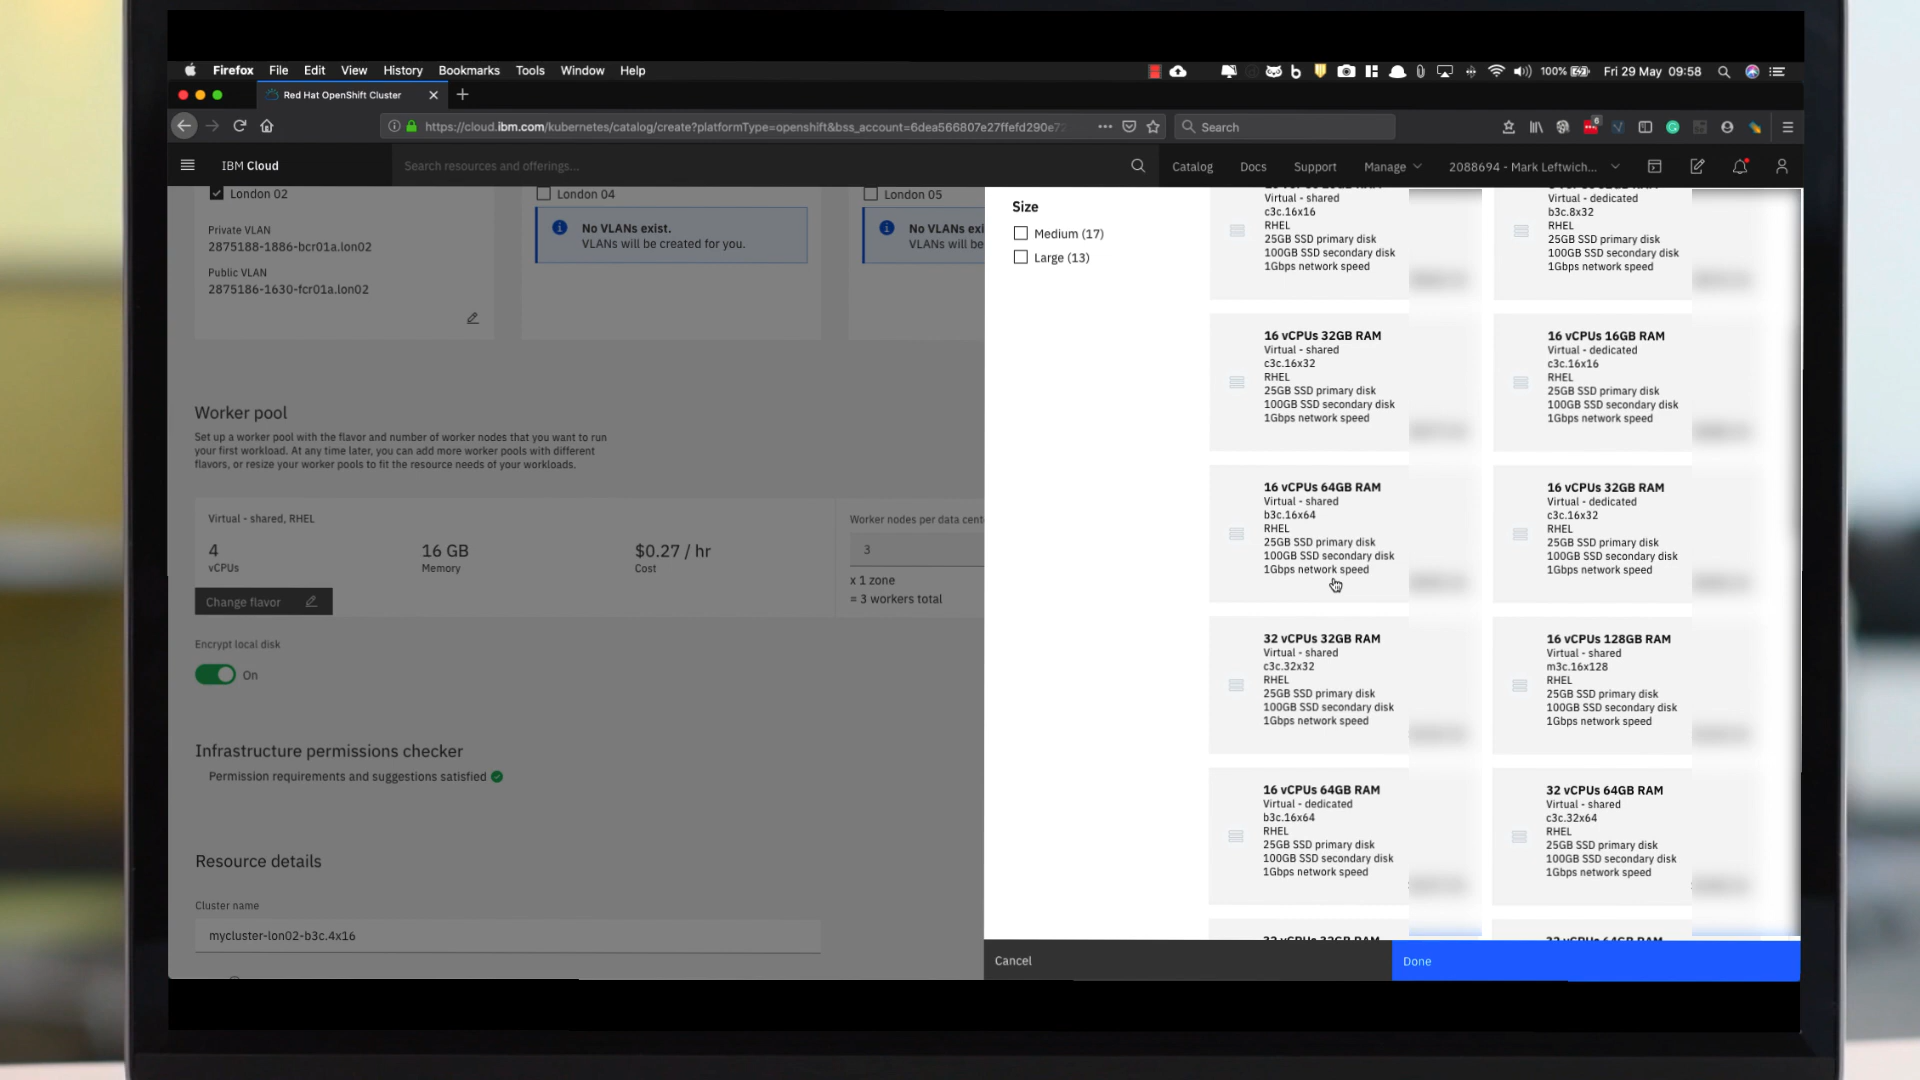 Firefox File Edit View History Bookmarks Tools Window Help
100% Fri 29 May 09:58
Red Hat OpenShift Cluster
https://cloud.ibm.com/kubernetes/catalog/create?platformType=openshift&bss_account=6dea566807e27ffefd290e72
Search
6
IBM Cloud
Search resources and offerings...
Catalog Docs Support Manage 2088694 - Mark Leftwich...
London 02
Private VLAN
2875188-1886-bcr01a.lon02
Public VLAN
2875186-1630-fcr01a.lon02
London 04
No VLANs exist.
VLANs will be created for you.
London 05
No VLANs exi
VLANs will be
Worker pool
Set up a worker pool with the flavor and number of worker nodes that you want to run
your first workload. At any time later, you can add more worker pools with different
flavors, or resize your worker pools to fit the resource needs of your workloads.
Virtual - shared, RHEL
4
vCPUs
16 GB
Memory
$0.27 / hr
Cost
Change flavor
Worker nodes per data cent
3
x 1 zone
= 3 workers total
Encrypt local disk
On
Infrastructure permissions checker
Permission requirements and suggestions satisfied
Resource details
Cluster name
mycluster-lon02-b3c.4x16
Size
Medium (17)
Large (13)
Virtual - shared
c3c.16x16
RHEL
25GB SSD primary disk
100GB SSD secondary disk
1Gbps network speed
Virtual - dedicated
b3c.8x32
RHEL
25GB SSD primary disk
100GB SSD secondary disk
1Gbps network speed
16 vCPUs 32GB RAM
Virtual - shared
c3c.16x32
RHEL
25GB SSD primary disk
100GB SSD secondary disk
1Gbps network speed
16 vCPUs 16GB RAM
Virtual - dedicated
c3c.16x16
RHEL
25GB SSD primary disk
100GB SSD secondary disk
1Gbps network speed
16 vCPUs 64GB RAM
Virtual - shared
b3c.16x64
RHEL
25GB SSD primary disk
100GB SSD secondary disk
1Gbps network speed
16 vCPUs 32GB RAM
Virtual - dedicated
c3c.16x32
RHEL
25GB SSD primary disk
100GB SSD secondary disk
1Gbps network speed
32 vCPUs 32GB RAM
Virtual - shared
c3c.32x32
RHEL
25GB SSD primary disk
100GB SSD secondary disk
1Gbps network speed
16 vCPUs 128GB RAM
Virtual - shared
m3c.16x128
RHEL
25GB SSD primary disk
100GB SSD secondary disk
1Gbps network speed
16 vCPUs 64GB RAM
Virtual - dedicated
b3c.16x64
RHEL
25GB SSD primary disk
100GB SSD secondary disk
1Gbps network speed
32 vCPUs 64GB RAM
Virtual - shared
c3c.32x64
RHEL
25GB SSD primary disk
100GB SSD secondary disk
1Gbps network speed
32 vCPUs 32GB RAM
32 vCPUs 64GB RAM
Cancel
Done